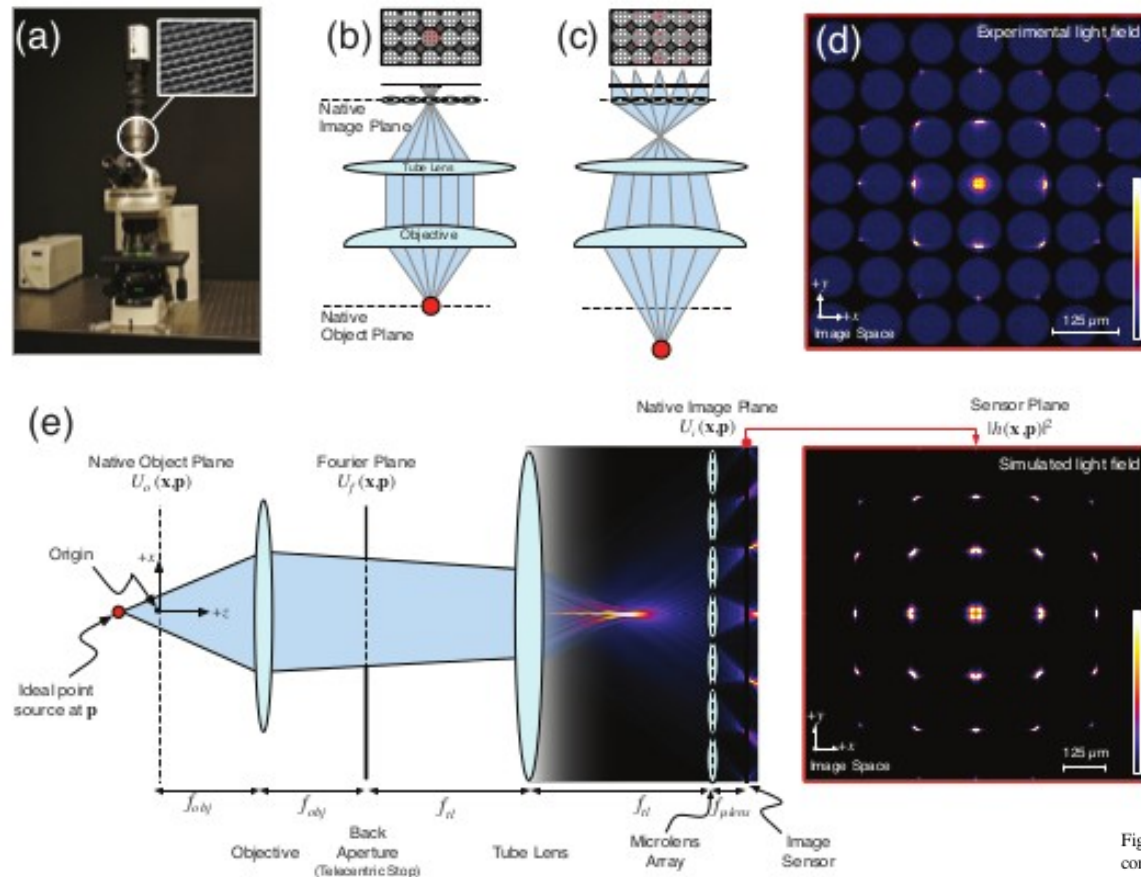 (a)
(b)
(c)
(d)
Native
Image Plane
Tube Lens
Objective
Native
Object Plane
Experimental light field
+y
+x
Image Space
125 μm
(e)
Native Object Plane
U_o(x,p)
Fourier Plane
U_f(x,p)
Native Image Plane
U_i(x,p)
Sensor Plane
|h(x,p)|²
Origin
+x
+z
Ideal point
source at p
Simulated light field
+y
+x
Image Space
125 μm
f_obj
f_obj
f_tl
f_tl
f_μlens
Objective
Back
Aperture
(Telecentric Stop)
Tube Lens
Microlens
Array
Image
Sensor